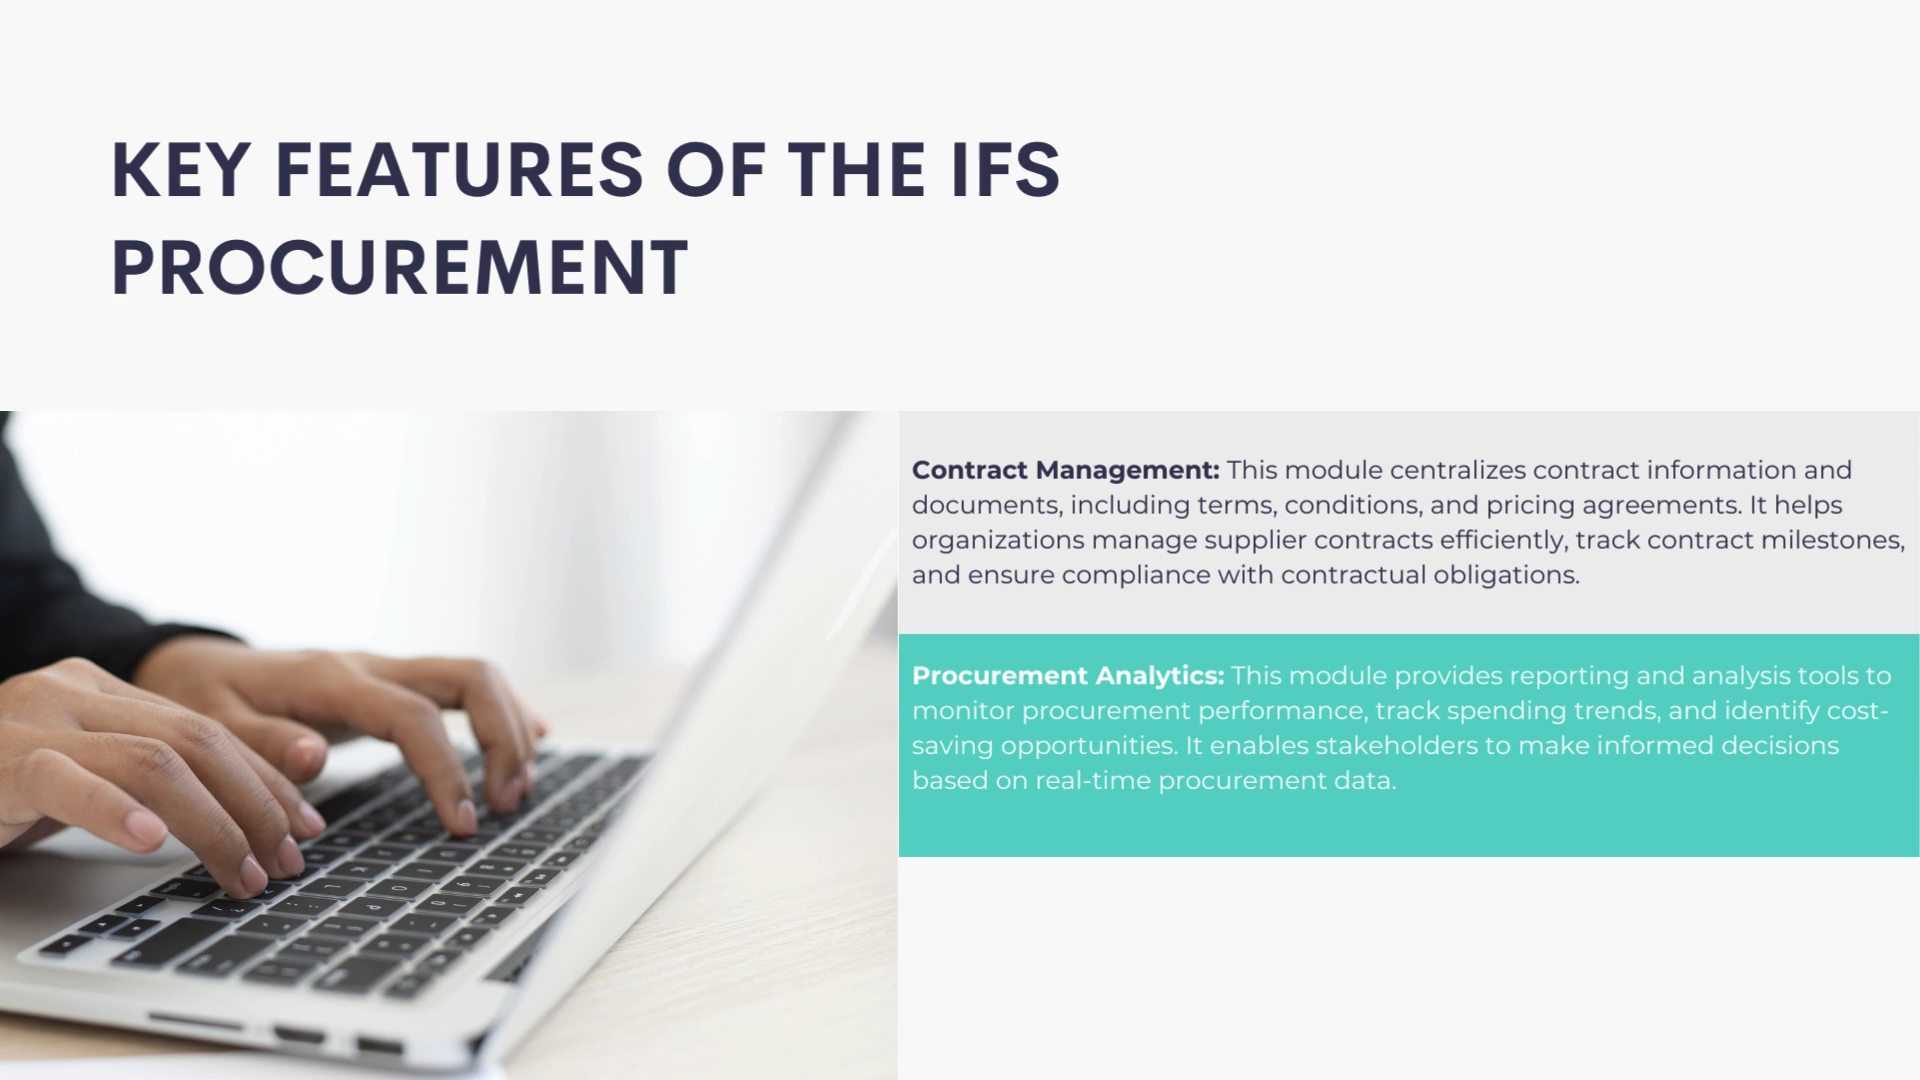 KEY FEATURES OF THE IFS
PROCUREMENT
Contract Management: This module centralizes contract information and
documents, including terms, conditions, and pricing agreements. It helps
organizations manage supplier contracts efficiently, track contract milestones,
and ensure compliance with contractual obligations.
Procurement Analytics: This module provides reporting and analysis tools to
monitor procurement performance, track spending trends, and identify cost-
saving opportunities. It enables stakeholders to make informed decisions
based on real-time procurement data.